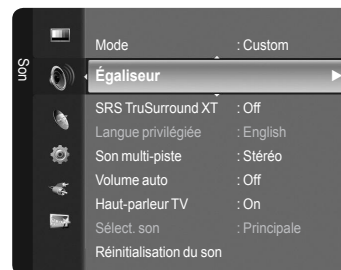 Son
Mode : Custom
Égaliseur
SRS TruSurround XT : Off
Langue privilégiée : English
Son multi-piste : Stéréo
Volume auto : Off
Haut-parleur TV : On
Sélect. son : Principale
Réinitialisation du son